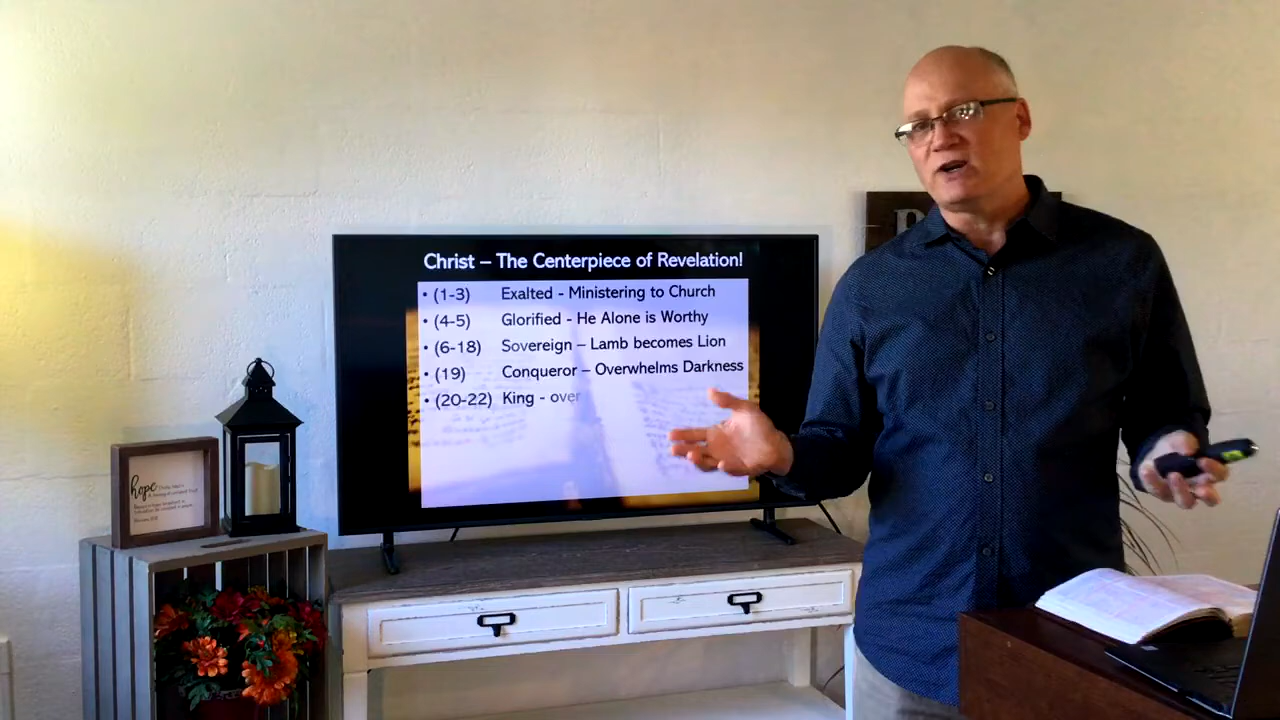 Christ – The Centerpiece of Revelation!
• (1-3) Exalted - Ministering to Church
• (4-5) Glorified - He Alone is Worthy
• (6-18) Sovereign – Lamb becomes Lion
• (19) Conqueror – Overwhelms Darkness
• (20-22) King - over
hope